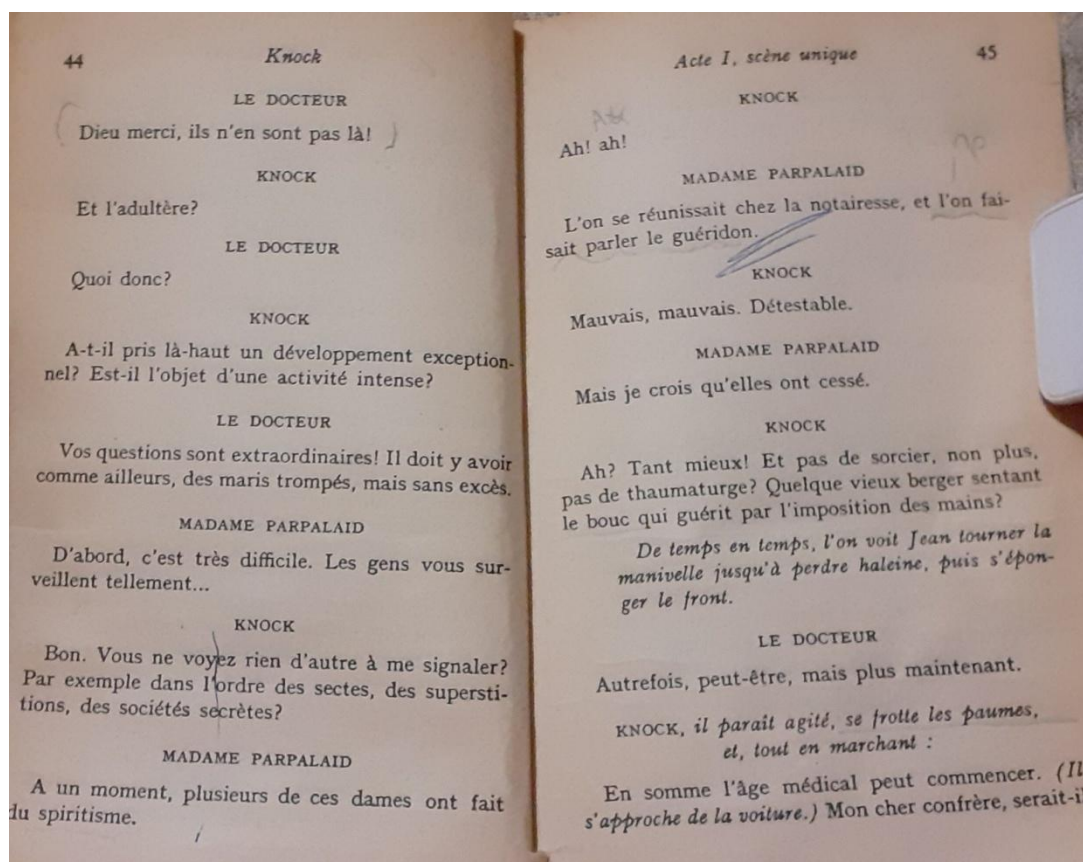 44
Knock
LE DOCTEUR
Dieu merci, ils n'en sont pas là!
KNOCK
Et l'adultère?
LE DOCTEUR
Quoi donc?
KNOCK
A-t-il pris là-haut un développement exception-
nel? Est-il l'objet d'une activité intense?
LE DOCTEUR
Vos questions sont extraordinaires! Il doit y avoir
comme ailleurs, des maris trompés, mais sans excès.
MADAME PARPALAID
D'abord, c'est très difficile. Les gens vous sur-
veillent tellement...
KNOCK
Bon. Vous ne voyez rien d'autre à me signaler?
Par exemple dans l'ordre des sectes, des supersti-
tions, des sociétés secrètes?
MADAME PARPALAID
A un moment, plusieurs de ces dames ont fait
du spiritisme.
Acte I, scène unique
45
KNOCK
Ah! ah!
MADAME PARPALAID
L'on se réunissait chez la notairesse, et l'on fai-
sait parler le guéridon.
KNOCK
Mauvais, mauvais. Détestable.
MADAME PARPALAID
Mais je crois qu'elles ont cessé.
KNOCK
Ah? Tant mieux! Et pas de sorcier, non plus,
pas de thaumaturge? Quelque vieux berger sentant
le bouc qui guérit par l'imposition des mains?
De temps en temps, l'on voit Jean tourner la
manivelle jusqu'à perdre haleine, puis s'épon-
ger le front.
LE DOCTEUR
Autrefois, peut-être, mais plus maintenant.
KNOCK, il paraît agité, se frotte les paumes,
et, tout en marchant :
En somme l'âge médical peut commencer. (Il
s'approche de la voiture.) Mon cher confrère, serait-i